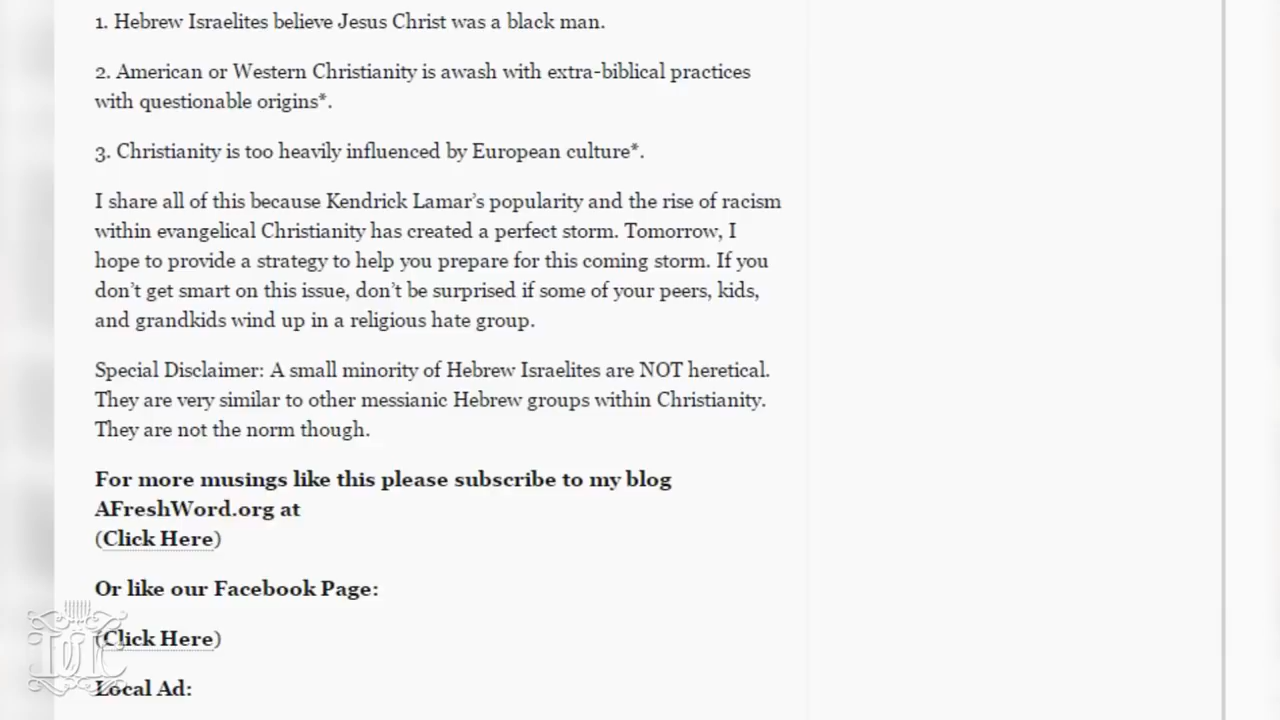 1. Hebrew Israelites believe Jesus Christ was a black man.
2. American or Western Christianity is awash with extra-biblical practices
with questionable origins*.
3. Christianity is too heavily influenced by European culture*.
I share all of this because Kendrick Lamar’s popularity and the rise of racism
within evangelical Christianity has created a perfect storm. Tomorrow, I
hope to provide a strategy to help you prepare for this coming storm. If you
don’t get smart on this issue, don’t be surprised if some of your peers, kids,
and grandkids wind up in a religious hate group.
Special Disclaimer: A small minority of Hebrew Israelites are NOT heretical.
They are very similar to other messianic Hebrew groups within Christianity.
They are not the norm though.
For more musings like this please subscribe to my blog
AFreshWord.org at
(Click Here)
Or like our Facebook Page:
(Click Here)
Local Ad: